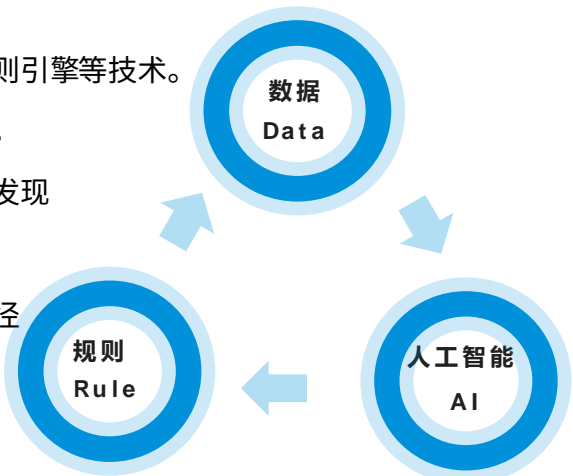 则引擎等技术。
。
发现
径
数据
Data
规则
Rule
人工智能
AI